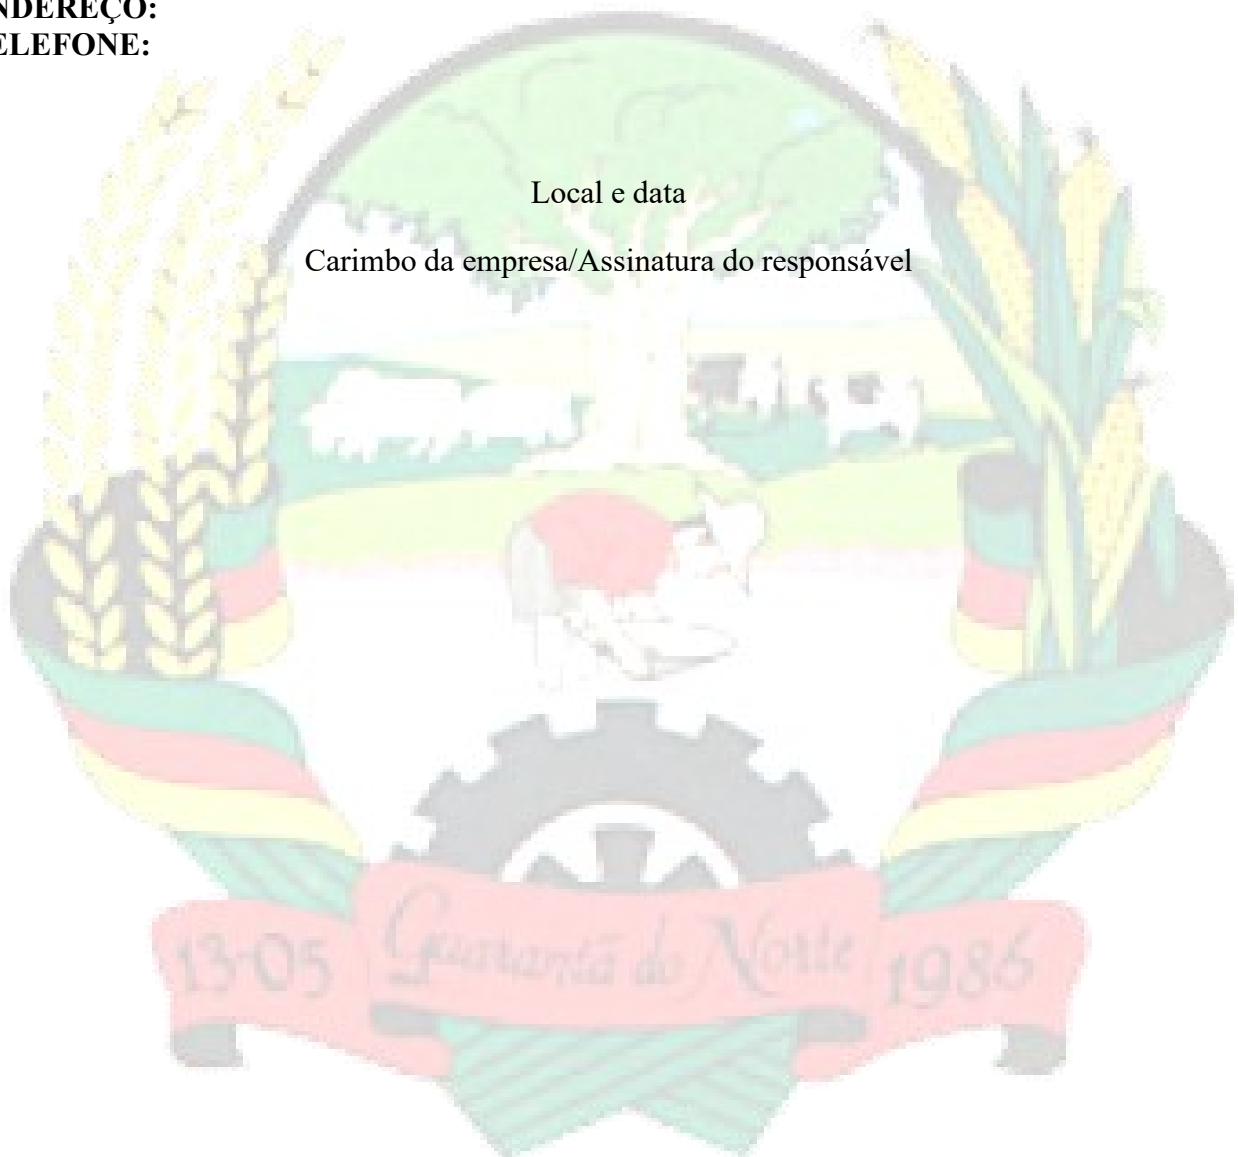 NDEREÇO:
ELEFONE:
Local e data
Carimbo da empresa/Assinatura do responsável
13-05 Guarantã do Norte 1986